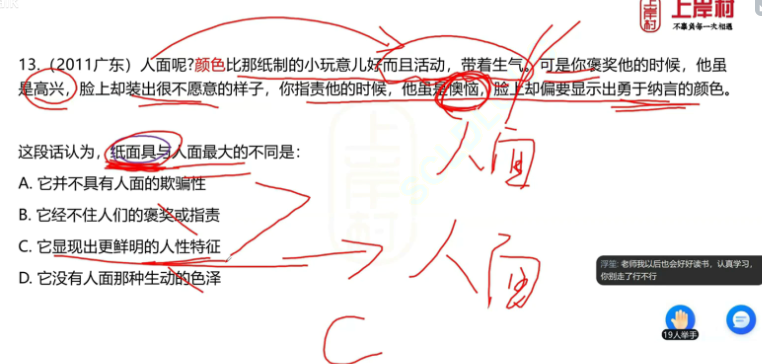 上岸村
上岸村
不辜负每一次相遇
13.（2011广东）人面呢?颜色比那纸制的小玩意儿好而且活动，带着生气。可是你褒奖他的时候，他虽
是高兴，脸上却装出很不愿意的样子，你指责他的时候，他虽是懊恼，脸上却偏要显示出勇于纳言的颜色。
这段话认为，纸面具与人面最大的不同是：
A. 它并不具有人面的欺骗性
B. 它经不住人们的褒奖或指责
C. 它显现出更鲜明的人性特征
D. 它没有人面那种生动的色泽
上岸村
人面
人面
C
老师我以后也会好好读书，认真学习，
你别走了行不行
19人举手